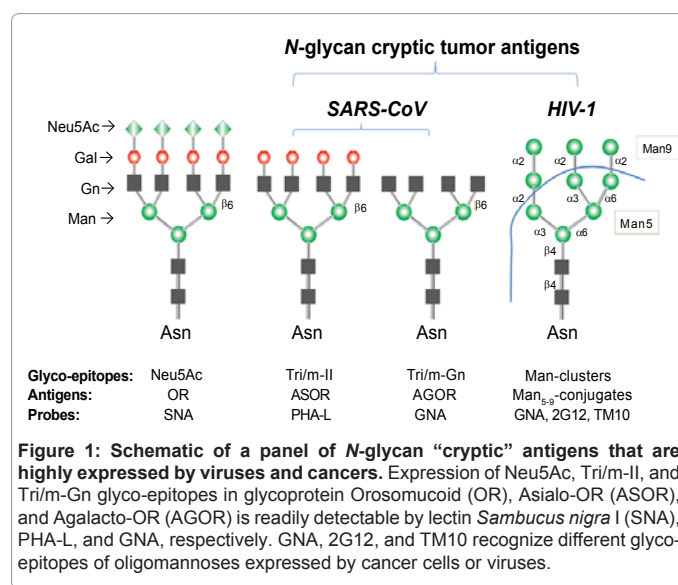 N-glycan cryptic tumor antigens
SARS-CoV HIV-1
Neu5Ac→
Gal →
Gn→
Man →
β6
β6
β6
α2 α2 α2 Man9
α2
α3 α6
Man5
α3 α6
β4
β4
Asn Asn Asn Asn
Glyco-epitopes: Neu5Ac Tri/m-II Tri/m-Gn Man-clusters
Antigens: OR ASOR AGOR Man5-9-conjugates
Probes: SNA PHA-L GNA GNA, 2G12, TM10
Figure 1: Schematic of a panel of N-glycan “cryptic” antigens that are
highly expressed by viruses and cancers. Expression of Neu5Ac, Tri/m-II, and
Tri/m-Gn glyco-epitopes in glycoprotein Orosomucoid (OR), Asialo-OR (ASOR),
and Agalacto-OR (AGOR) is readily detectable by lectin Sambucus nigra I (SNA),
PHA-L, and GNA, respectively. GNA, 2G12, and TM10 recognize different glyco-
epitopes of oligomannoses expressed by cancer cells or viruses.